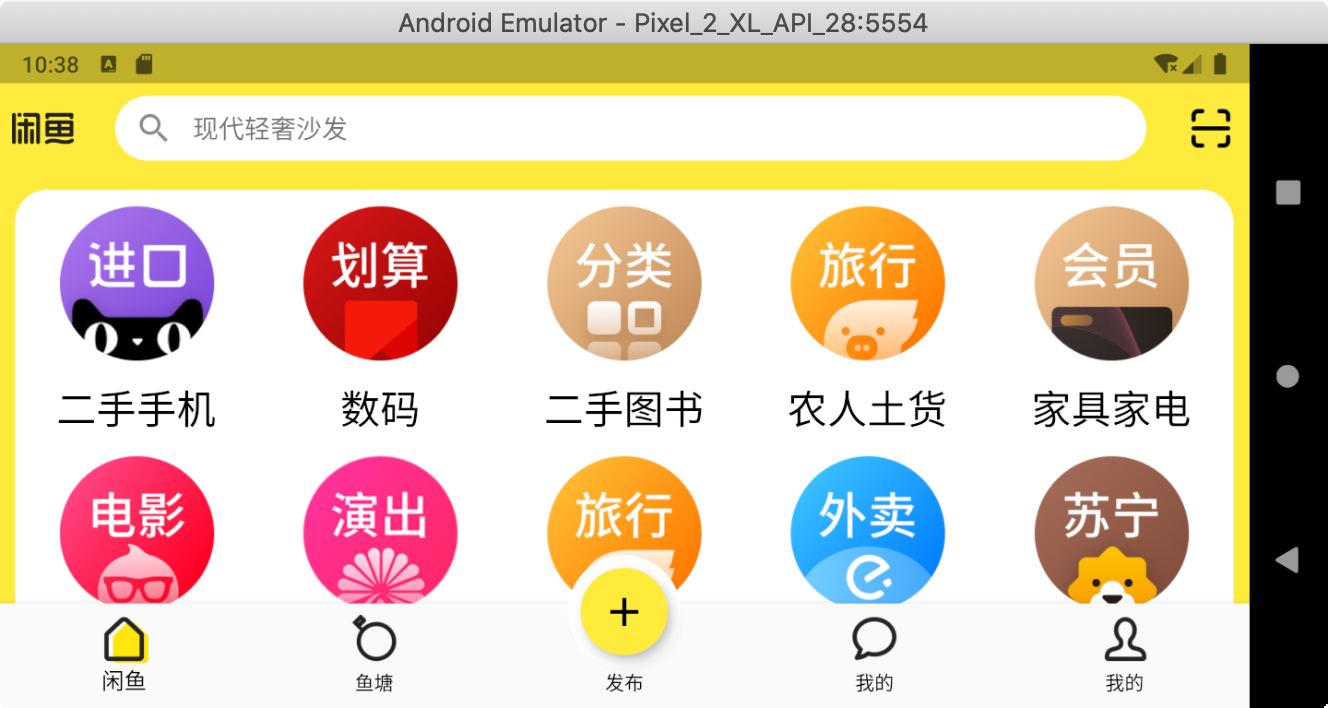 Android Emulator - Pixel_2_XL_API_28:5554
10:38 A
闲鱼 现代轻奢沙发
进口 划算 分类 旅行 会员
二手手机 数码 二手图书 农人土货 家具家电
电影 演出 旅行 外卖 苏宁
闲鱼 鱼塘 发布 我的 我的